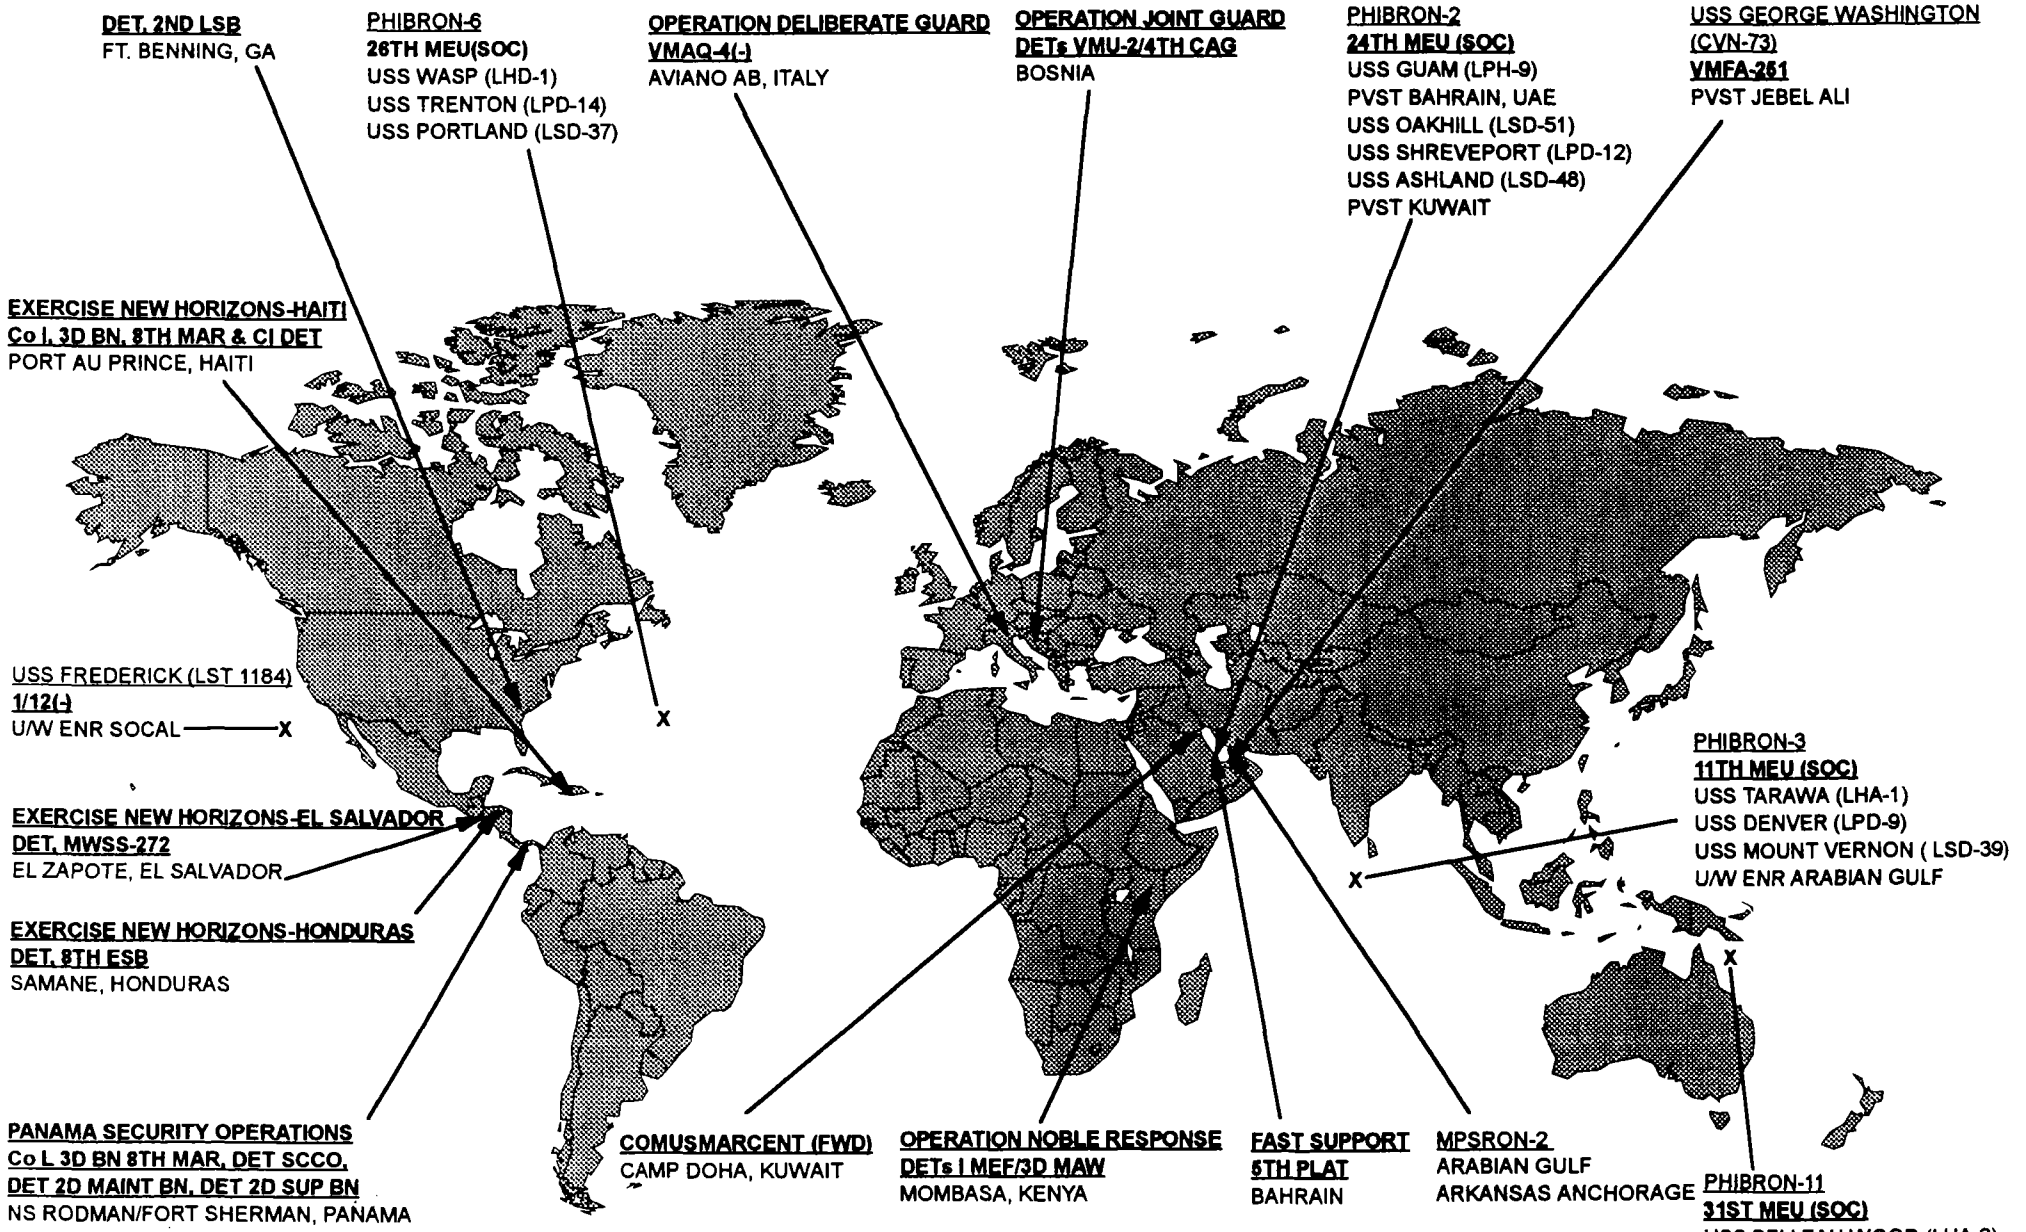 DET, 2ND LSB
FT. BENNING, GA
PHIBRON-6
26TH MEU(SOC)
USS WASP (LHD-1)
USS TRENTON (LPD-14)
USS PORTLAND (LSD-37)
OPERATION DELIBERATE GUARD
VMAQ-4(-)
AVIANO AB, ITALY
OPERATION JOINT GUARD
DETs VMU-2/4TH CAG
BOSNIA
PHIBRON-2
24TH MEU (SOC)
USS GUAM (LPH-9)
PVST BAHRAIN, UAE
USS OAKHILL (LSD-51)
USS SHREVEPORT (LPD-12)
USS ASHLAND (LSD-48)
PVST KUWAIT
USS GEORGE WASHINGTON
(CVN-73)
VMFA-251
PVST JEBEL ALI
EXERCISE NEW HORIZONS-HAITI
Co I, 3D BN, 8TH MAR & CI DET
PORT AU PRINCE, HAITI
USS FREDERICK (LST 1184)
1/12(-)
U/W ENR SOCAL X
X
EXERCISE NEW HORIZONS-EL SALVADOR
DET, MWSS-272
EL ZAPOTE, EL SALVADOR
EXERCISE NEW HORIZONS-HONDURAS
DET, 8TH ESB
SAMANE, HONDURAS
PHIBRON-3
11TH MEU (SOC)
USS TARAWA (LHA-1)
USS DENVER (LPD-9)
USS MOUNT VERNON ( LSD-39)
U/W ENR ARABIAN GULF
X
X
PANAMA SECURITY OPERATIONS
Co L 3D BN 8TH MAR, DET SCCO,
DET 2D MAINT BN, DET 2D SUP BN
NS RODMAN/FORT SHERMAN, PANAMA
COMUSMARCENT (FWD)
CAMP DOHA, KUWAIT
OPERATION NOBLE RESPONSE
DETs I MEF/3D MAW
MOMBASA, KENYA
FAST SUPPORT
5TH PLAT
BAHRAIN
MPSRON-2
ARABIAN GULF
ARKANSAS ANCHORAGE
PHIBRON-11
31ST MEU (SOC)